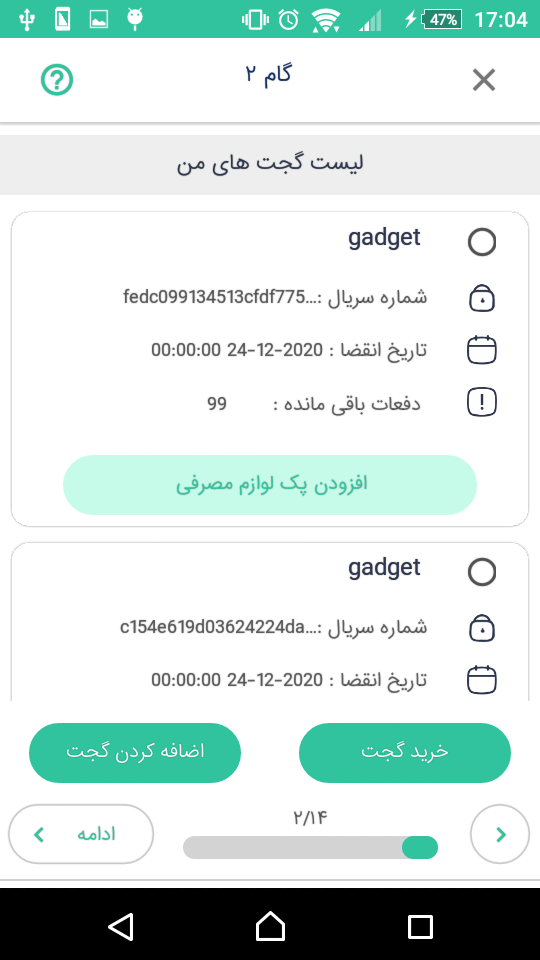 47% 17:04
گام ۲
لیست گجت های من
gadget
شماره سریال :...fedc099134513cfdf775
تاریخ انقضا : 2020-12-24 00:00:00
دفعات باقی مانده : 99
افزودن پک لوازم مصرفی
gadget
شماره سریال :...c154e619d03624224da
تاریخ انقضا : 2020-12-24 00:00:00
خرید گجت
اضافه کردن گجت
۲/۱۴
ادامه